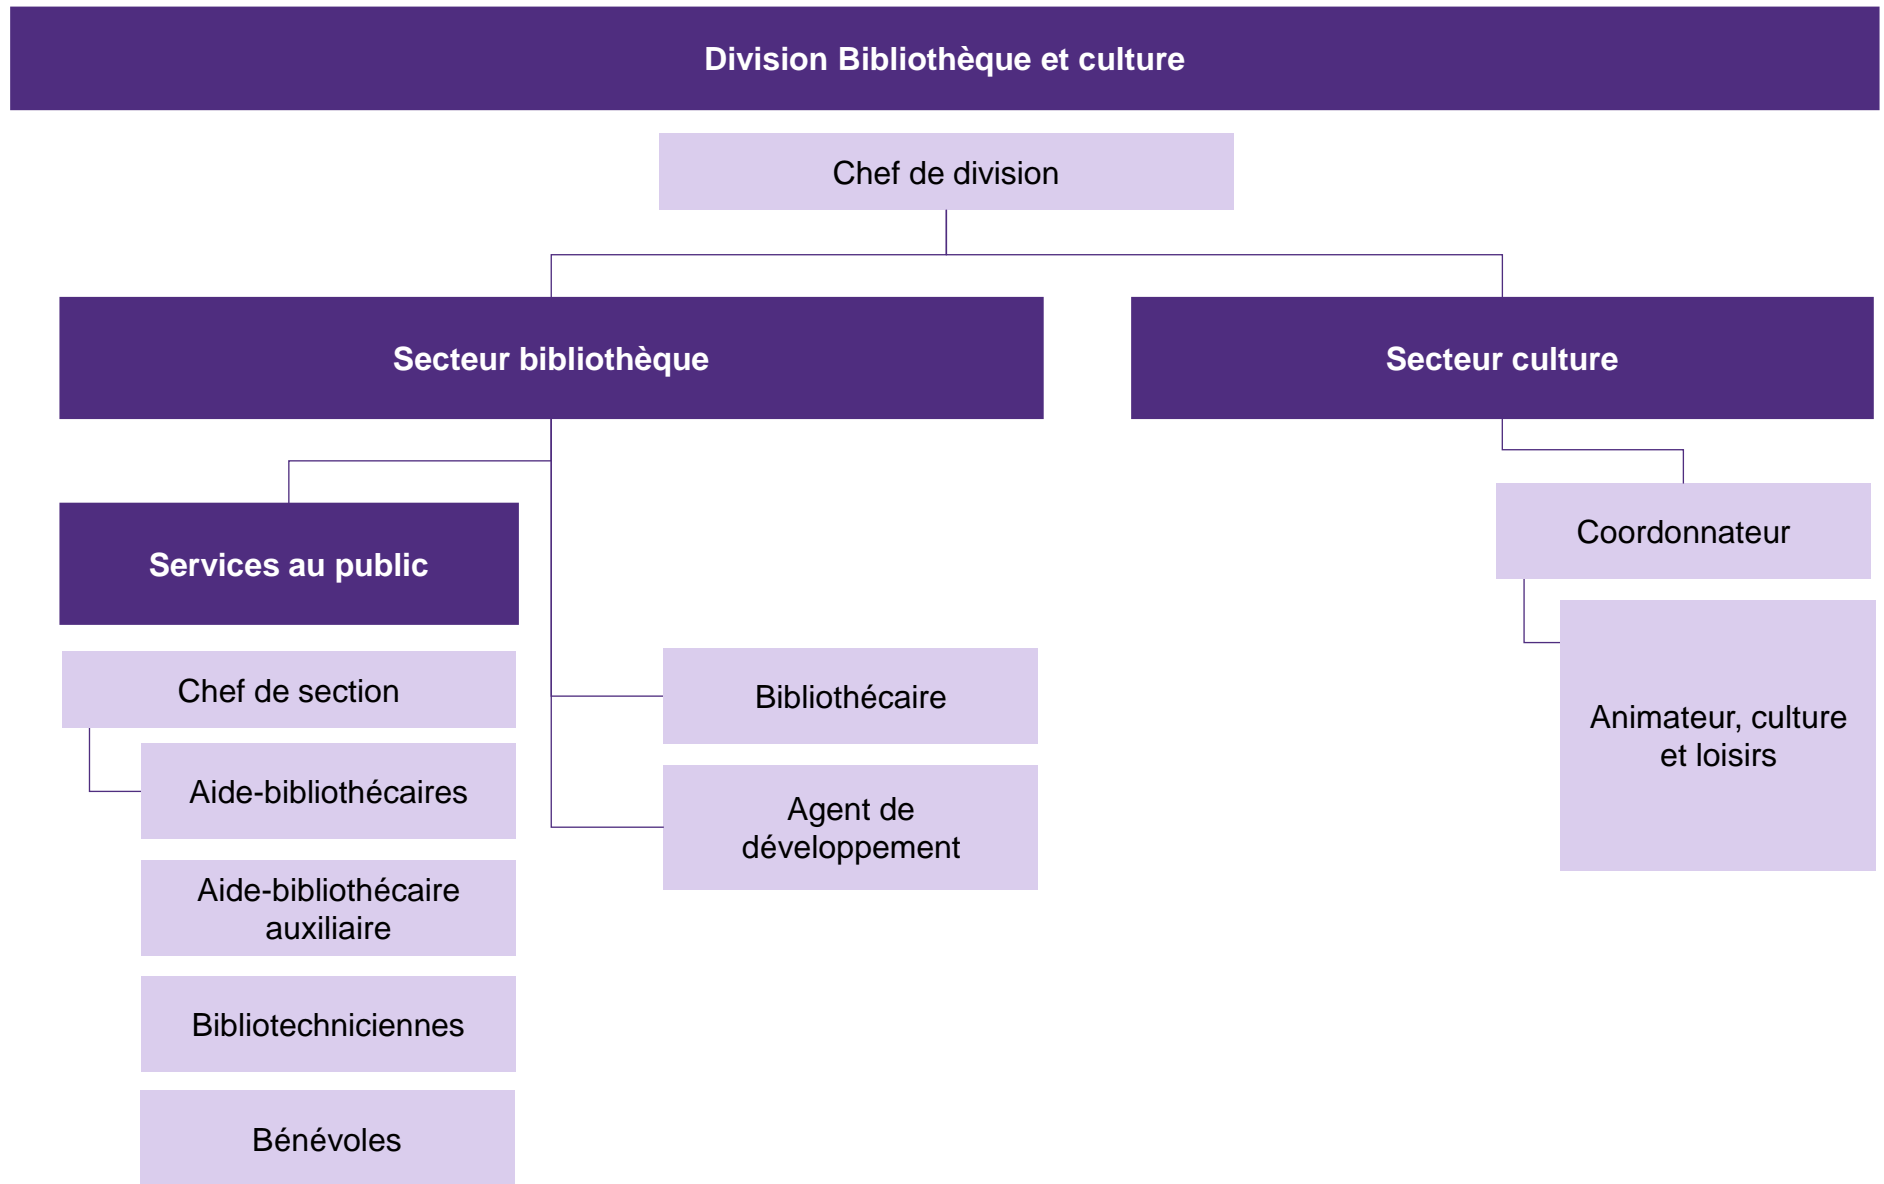 Division Bibliothèque et culture
Chef de division
Secteur bibliothèque
Secteur culture
Services au public
Chef de section
Aide-bibliothécaires
Aide-bibliothécaire
auxiliaire
Bibliotechniciennes
Bénévoles
Bibliothécaire
Agent de
développement
Coordonnateur
Animateur, culture
et loisirs